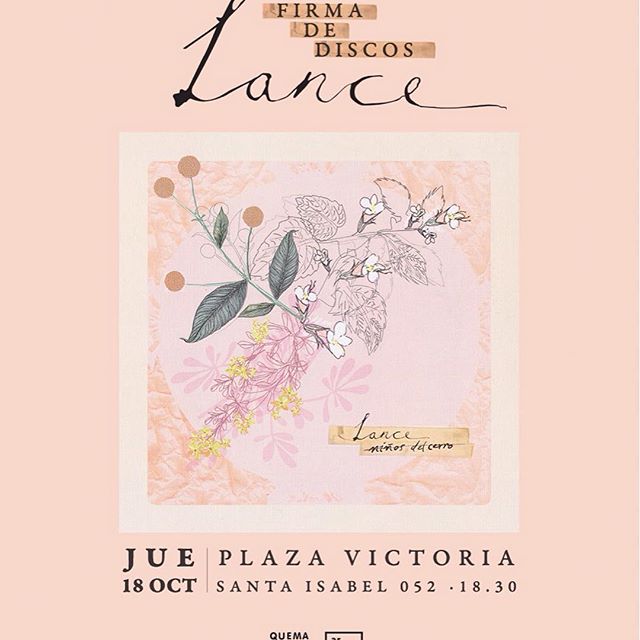 FIRMA
DE
DISCOS
Lance
Lance
niños del cerro
JUE
18 OCT
PLAZA VICTORIA
SANTA ISABEL 052 · 18.30
QUEMA